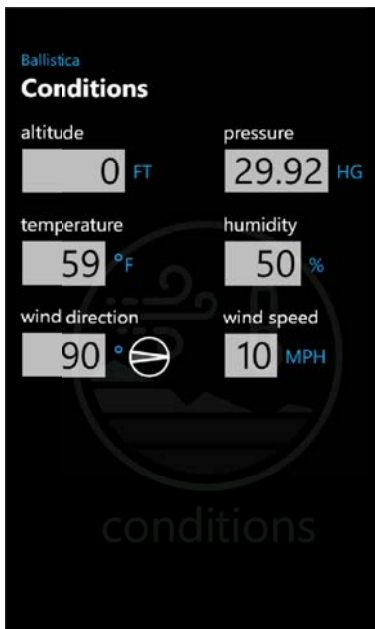 Ballistica
Conditions
altitude pressure
0 FT 29.92 HG
temperature humidity
59 °F 50 %
wind direction wind speed
90 ° 10 MPH
conditions